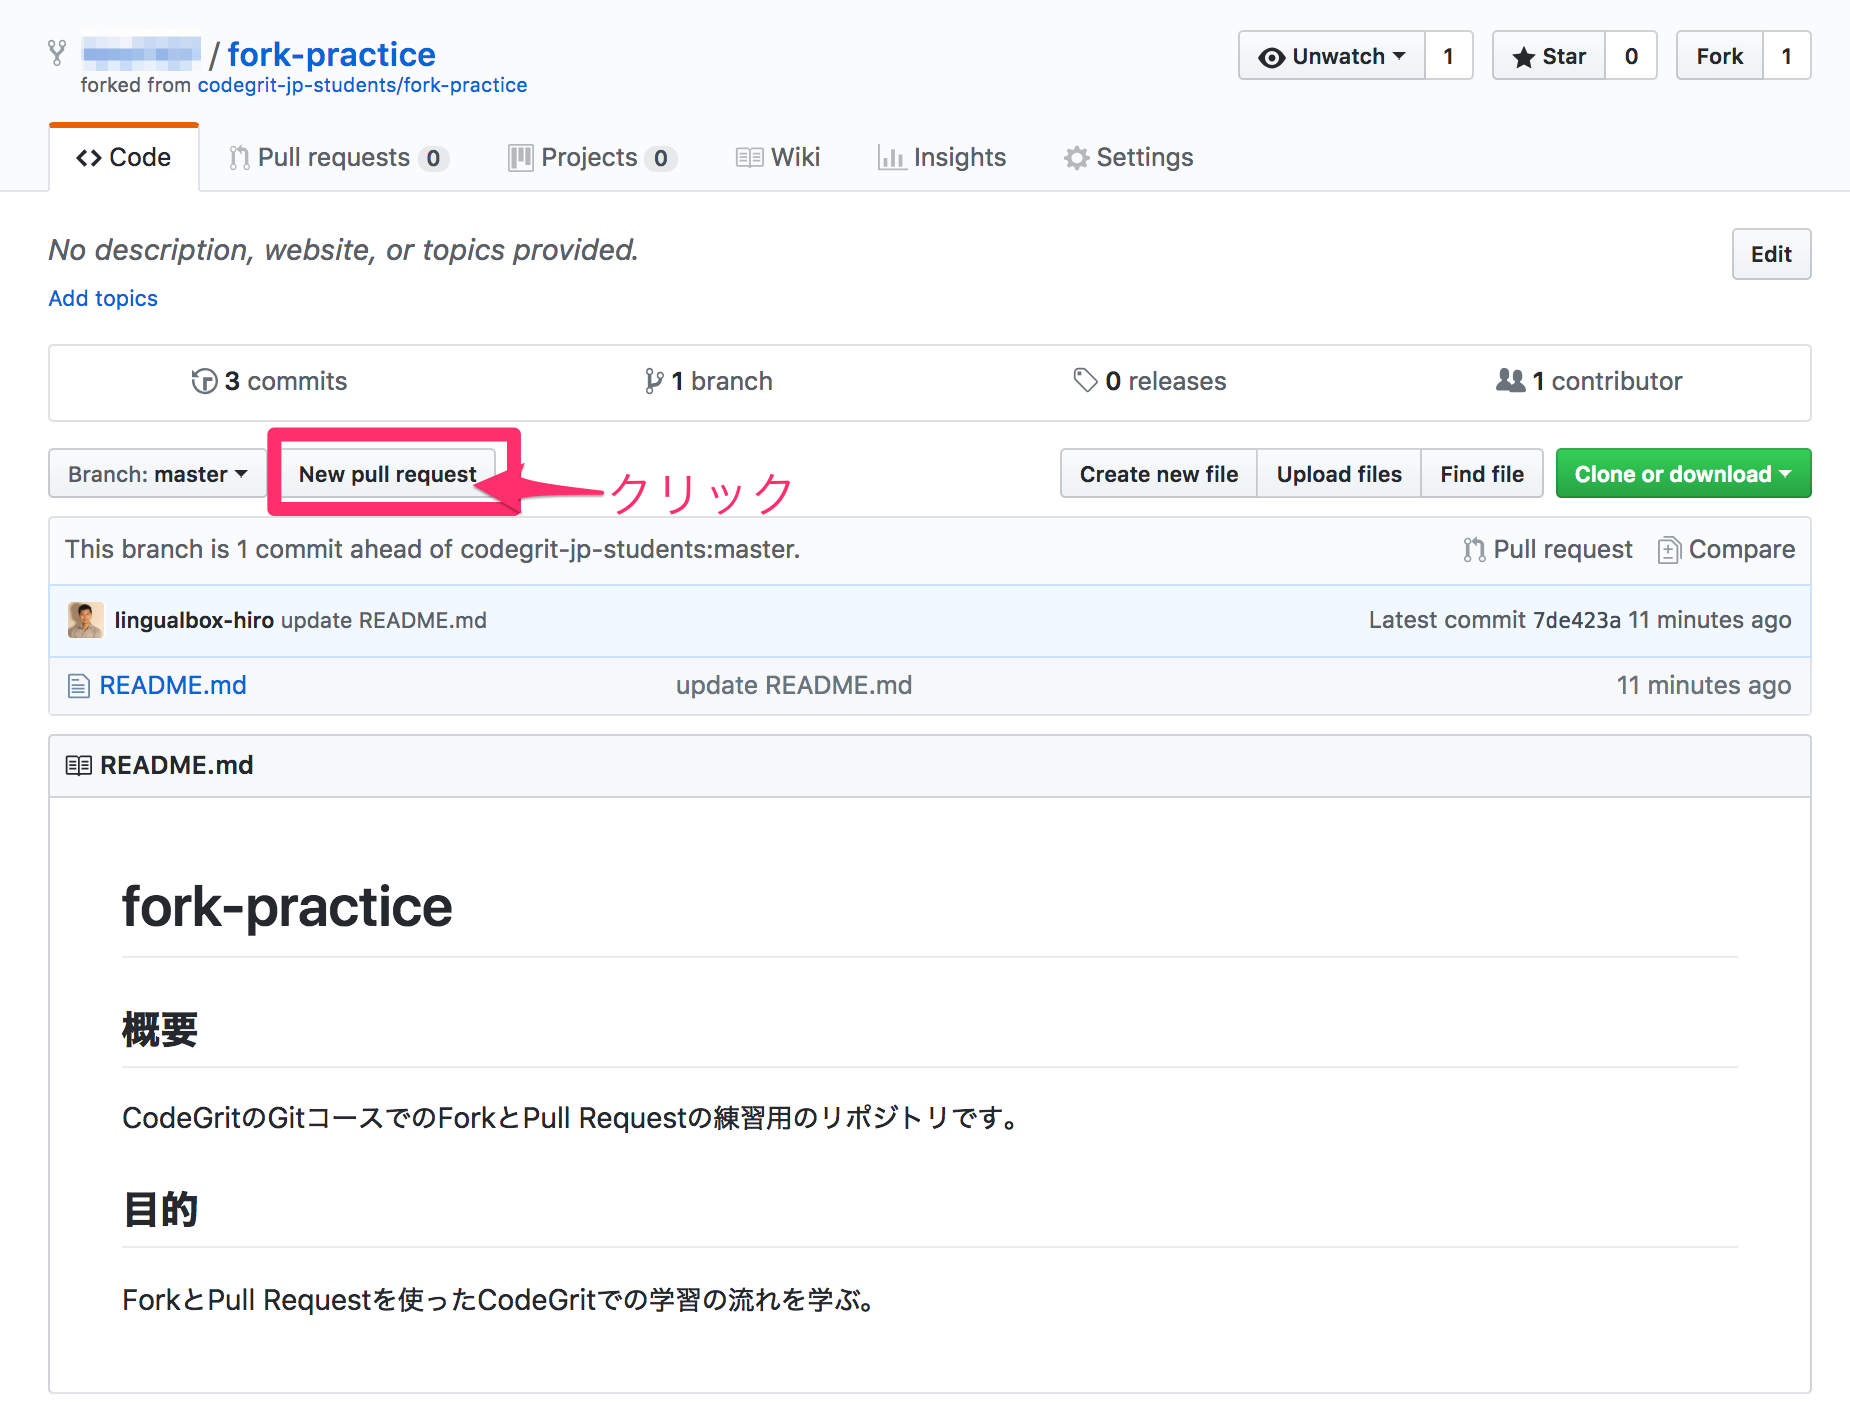 / fork-practice
forked from codegrit-jp-students/fork-practice
Unwatch 1 Star 0 Fork 1
Code Pull requests 0 Projects 0 Wiki Insights Settings
No description, website, or topics provided.
Edit
Add topics
3 commits 1 branch 0 releases 1 contributor
Branch: master New pull request クリック Create new file Upload files Find file Clone or download
This branch is 1 commit ahead of codegrit-jp-students:master. Pull request Compare
lingualbox-hiro update README.md Latest commit 7de423a 11 minutes ago
README.md update README.md 11 minutes ago
README.md
fork-practice
概要
CodeGritのGitコースでのForkとPull Requestの練習用のリポジトリです。
目的
ForkとPull Requestを使ったCodeGritでの学習の流れを学ぶ。